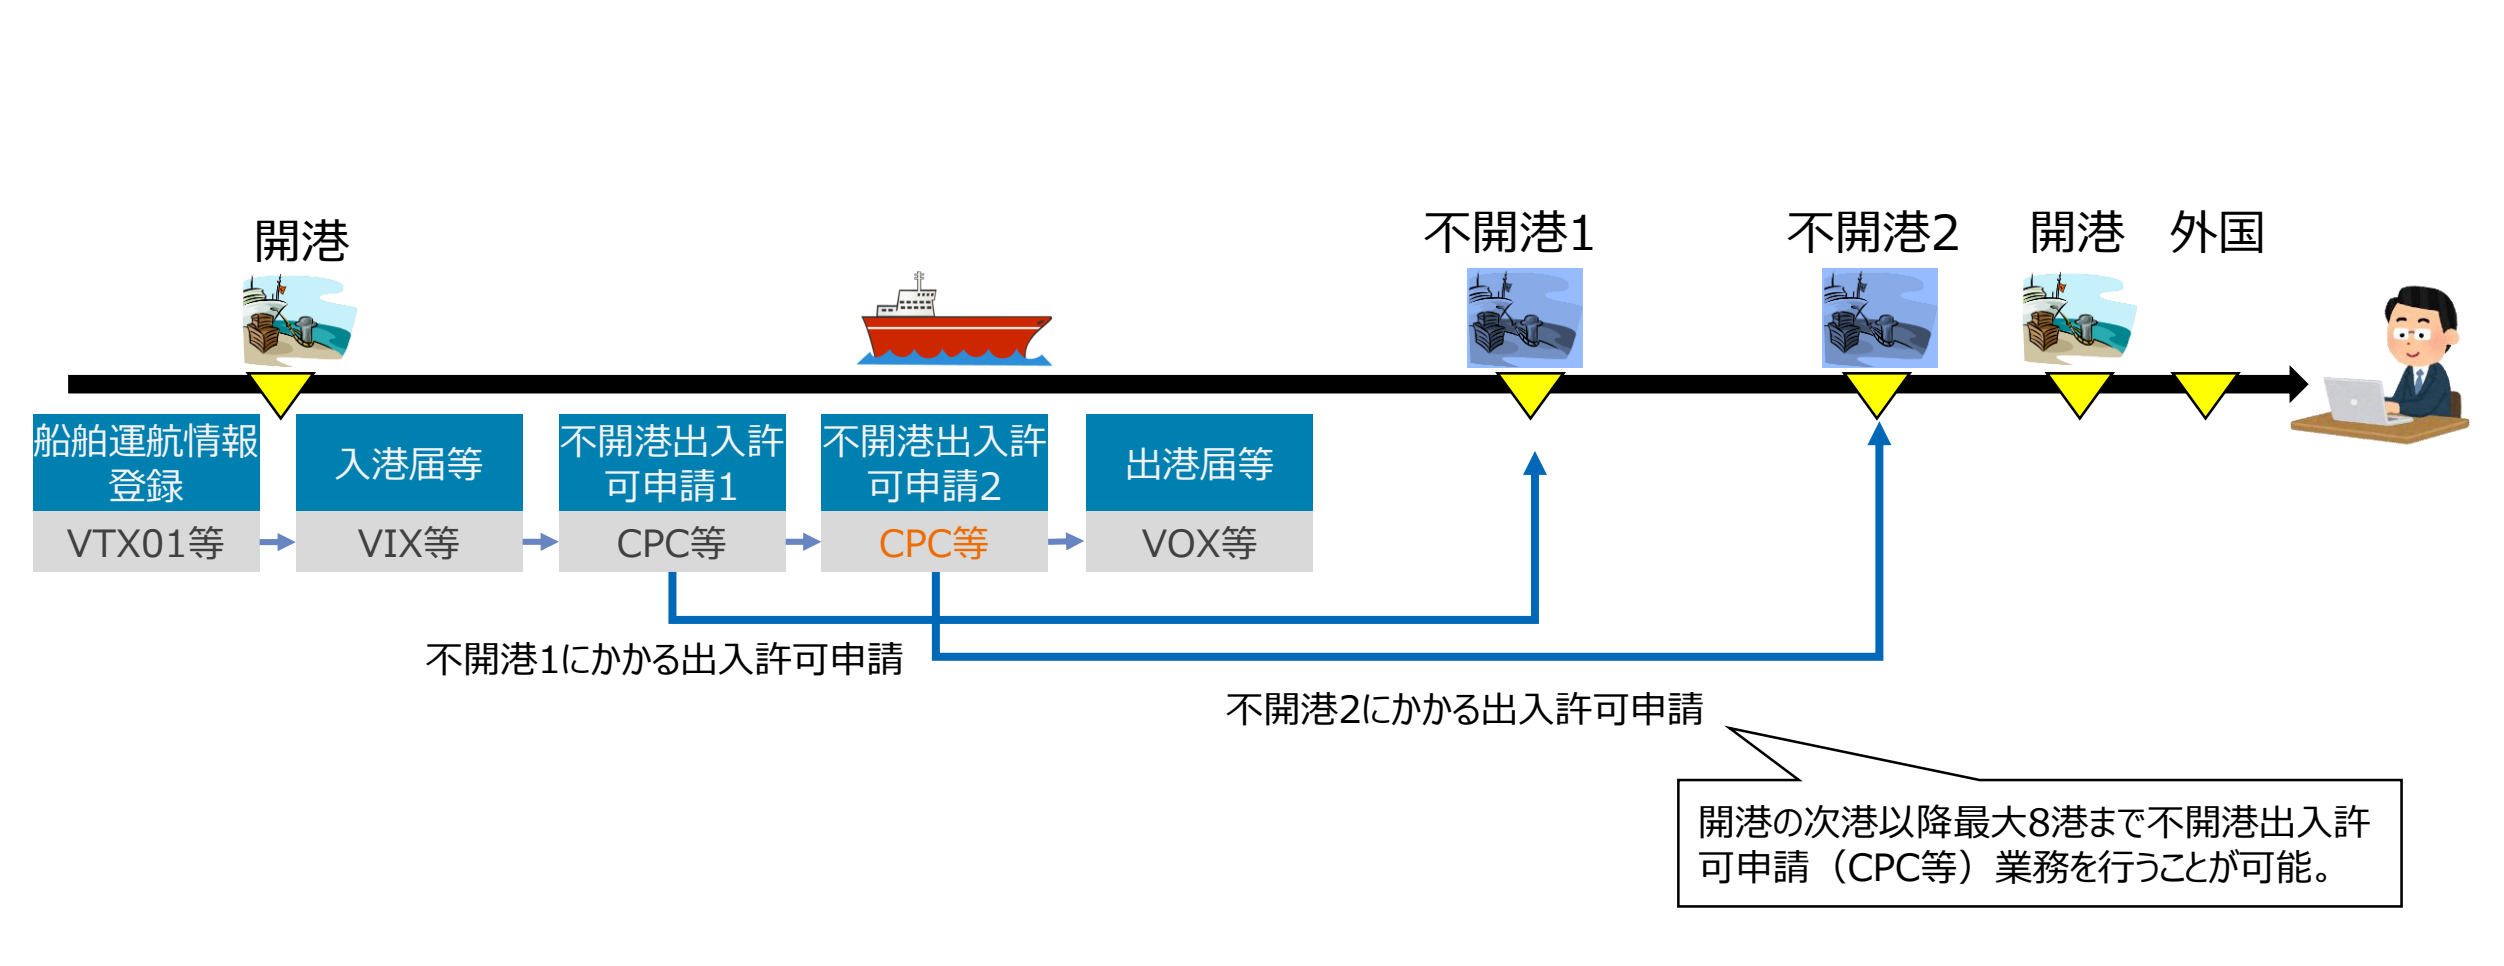 開港
不開港1
不開港2
開港
外国
船舶運航情報
登録
VTX01等
入港届等
VIX等
不開港出入許
可申請1
CPC等
不開港出入許
可申請2
CPC等
出港届等
VOX等
不開港1にかかる出入許可申請
不開港2にかかる出入許可申請
開港の次港以降最大8港まで不開港出入許
可申請（CPC等）業務を行うことが可能。